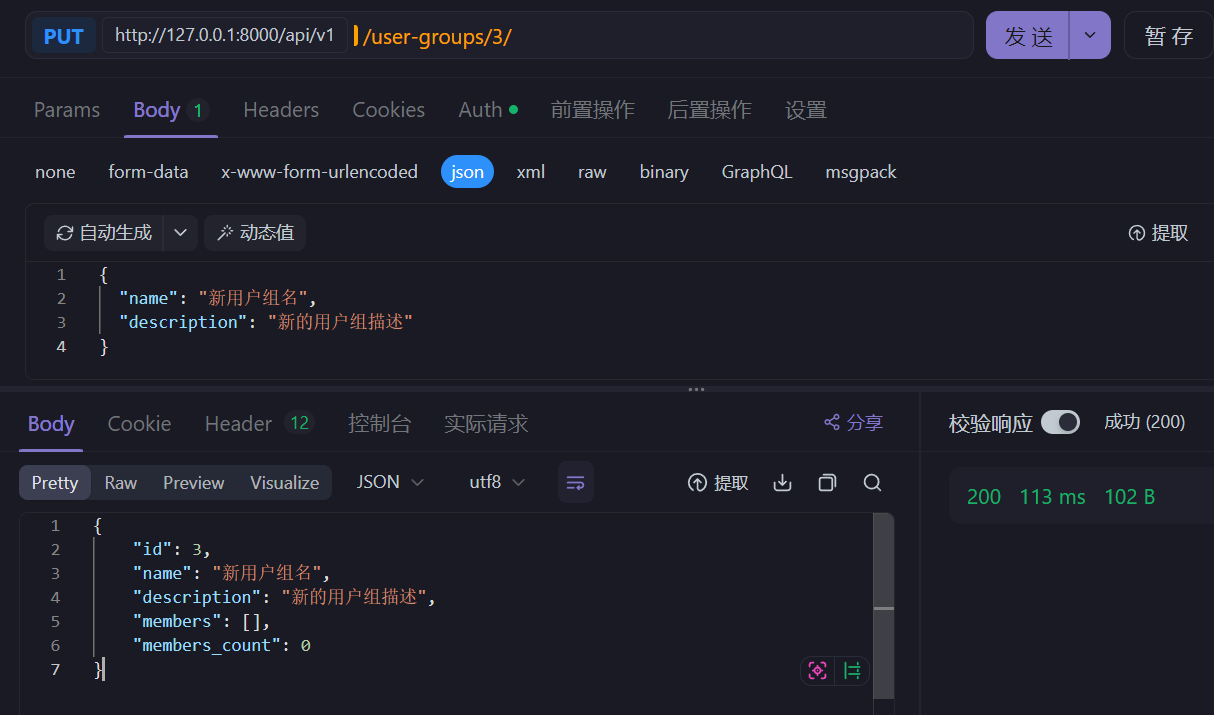 PUT http://127.0.0.1:8000/api/v1 /user-groups/3/ 发送 暂存
Params Body 1 Headers Cookies Auth 前置操作 后置操作 设置
none form-data x-www-form-urlencoded json xml raw binary GraphQL msgpack
自动生成 动态值 提取
1 {
2 "name": "新用户组名",
3 "description": "新的用户组描述"
4 }
Body Cookie Header 12 控制台 实际请求 分享 校验响应 成功 (200)
Pretty Raw Preview Visualize JSON utf8 提取
200 113 ms 102 B
1 {
2 "id": 3,
3 "name": "新用户组名",
4 "description": "新的用户组描述",
5 "members": [],
6 "members_count": 0
7 }